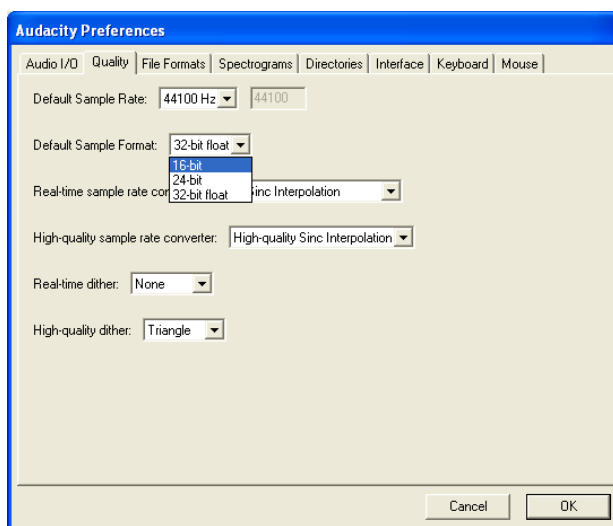 Audacity Preferences
Audio I/O Quality File Formats Spectrograms Directories Interface Keyboard Mouse
Default Sample Rate: 44100 Hz 44100
Default Sample Format: 32-bit float
16-bit
24-bit
32-bit float
Real-time sample rate con Sinc Interpolation
High-quality sample rate converter: High-quality Sinc Interpolation
Real-time dither: None
High-quality dither: Triangle
Cancel OK